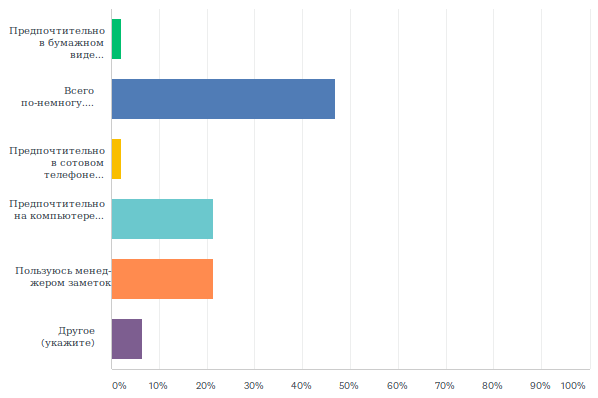 Предпочтительно
в бумажном
виде...
Всего
по-немногу....
Предпочтительно
в сотовом
телефоне...
Предпочтительно
на компьютере...
Пользуюсь менед-
жером заметок
Другое
(укажите)
0% 10% 20% 30% 40% 50% 60% 70% 80% 90% 100%